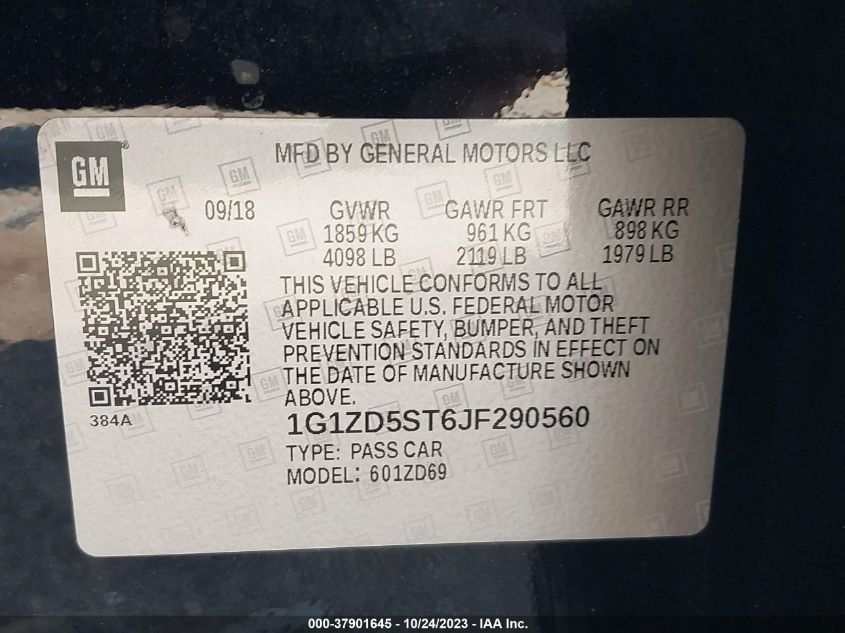 GM
MFD BY GENERAL MOTORS LLC
09/18 GVWR GAWR FRT GAWR RR
1859 KG 961 KG 898 KG
4098 LB 2119 LB 1979 LB
THIS VEHICLE CONFORMS TO ALL
APPLICABLE U.S. FEDERAL MOTOR
VEHICLE SAFETY, BUMPER, AND THEFT
PREVENTION STANDARDS IN EFFECT ON
THE DATE OF MANUFACTURE SHOWN
ABOVE.
384A
1G1ZD5ST6JF290560
TYPE: PASS CAR
MODEL: 601ZD69
000-37901645 - 10/24/2023 - IAA Inc.